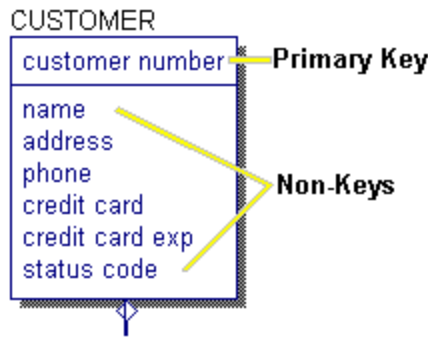 CUSTOMER
customer number
Primary Key
name
address
phone
Non-Keys
credit card
credit card exp
status code